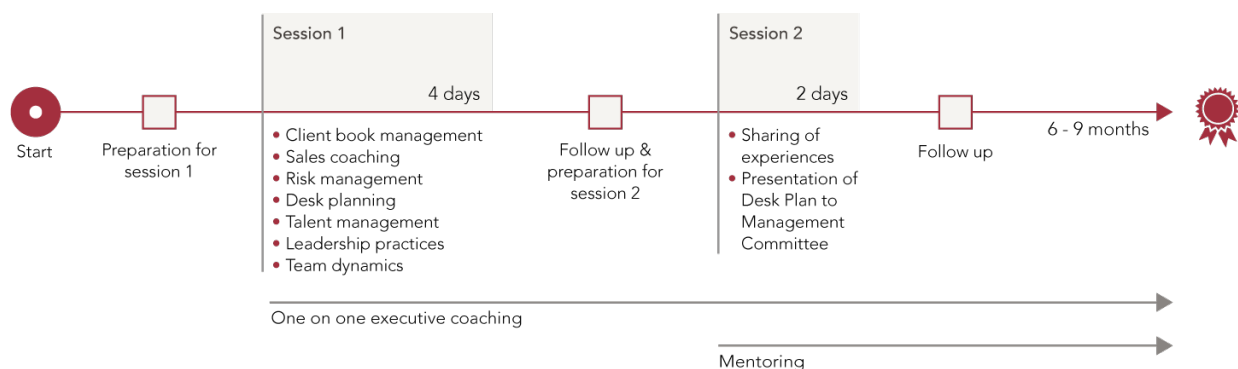 Session 1
4 days
Session 2
2 days
Start
Preparation for
session 1
• Client book management
• Sales coaching
• Risk management
• Desk planning
• Talent management
• Leadership practices
• Team dynamics
Follow up &
preparation for
session 2
• Sharing of
experiences
• Presentation of
Desk Plan to
Management
Committee
Follow up
6 - 9 months
One on one executive coaching
Mentoring